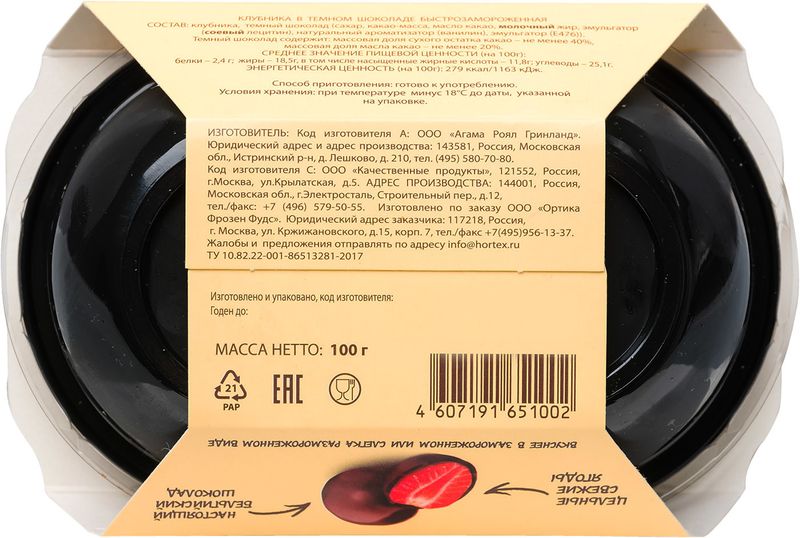 КЛУБНИКА В ТЕМНОМ ШОКОЛАДЕ БЫСТРОЗАМОРОЖЕННАЯ
СОСТАВ: клубника, темный шоколад (сахар, какао-масса, масло какао, молочный жир, эмульгатор
(соевый лецитин), натуральный ароматизатор (ванилин), эмульгатор (Е476)).
Темный шоколад содержит: массовая доля сухого остатка какао – не менее 40%,
массовая доля масла какао – не менее 20%.
СРЕДНЕЕ ЗНАЧЕНИЕ ПИЩЕВОЙ ЦЕННОСТИ (на 100г):
белки – 2,4 г; жиры – 18,5г, в том числе насыщенные жирные кислоты – 11,8г; углеводы – 25,1г.
ЭНЕРГЕТИЧЕСКАЯ ЦЕННОСТЬ (на 100г): 279 ккал/1163 кДж.
Способ приготовления: готово к употреблению.
Условия хранения: при температуре минус 18°С до даты, указанной
на упаковке.
ИЗГОТОВИТЕЛЬ: Код изготовителя А: ООО «Агама Роял Гринланд».
Юридический адрес и адрес производства: 143581, Россия, Московская
обл., Истринский р-н, д. Лешково, д. 210, тел. (495) 580-70-80.
Код изготовителя С: ООО «Качественные продукты», 121552, Россия,
г.Москва, ул.Крылатская, д.5. АДРЕС ПРОИЗВОДСТВА: 144001, Россия,
Московская обл., г.Электросталь, Строительный пер., д.12,
тел./факс: +7 (496) 579-50-55. Изготовлено по заказу ООО «Ортика
Фрозен Фудс». Юридический адрес заказчика: 117218, Россия,
г. Москва, ул. Кржижановского, д.15, корп. 7, тел./факс +7(495)956-13-37.
Жалобы и предложения отправлять по адресу info@hortex.ru
ТУ 10.82.22-001-86513281-2017
Изготовлено и упаковано, код изготовителя:
Годен до:
МАССА НЕТТО: 100 г
21
PAP
ЕАС
4 607191 651002
ВКУСНЕЕ В ЗАМОРОЖЕННОМ ИЛИ СЛЕГКА РАЗМОРОЖЕННОМ ВИДЕ
ЦЕЛЬНЫЕ
СВЕЖИЕ
ЯГОДЫ
НАСТОЯЩИЙ
БЕЛЬГИЙСКИЙ
ШОКОЛАД